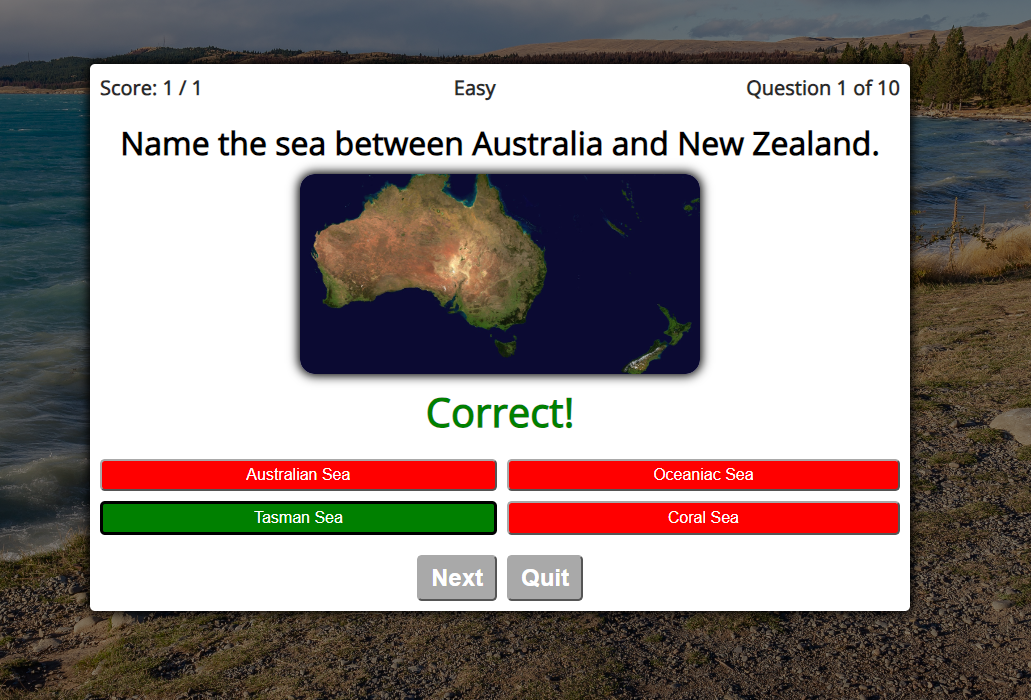 Score: 1 / 1 Easy Question 1 of 10
Name the sea between Australia and New Zealand.
Correct!
Australian Sea Oceaniac Sea
Tasman Sea Coral Sea
Next Quit